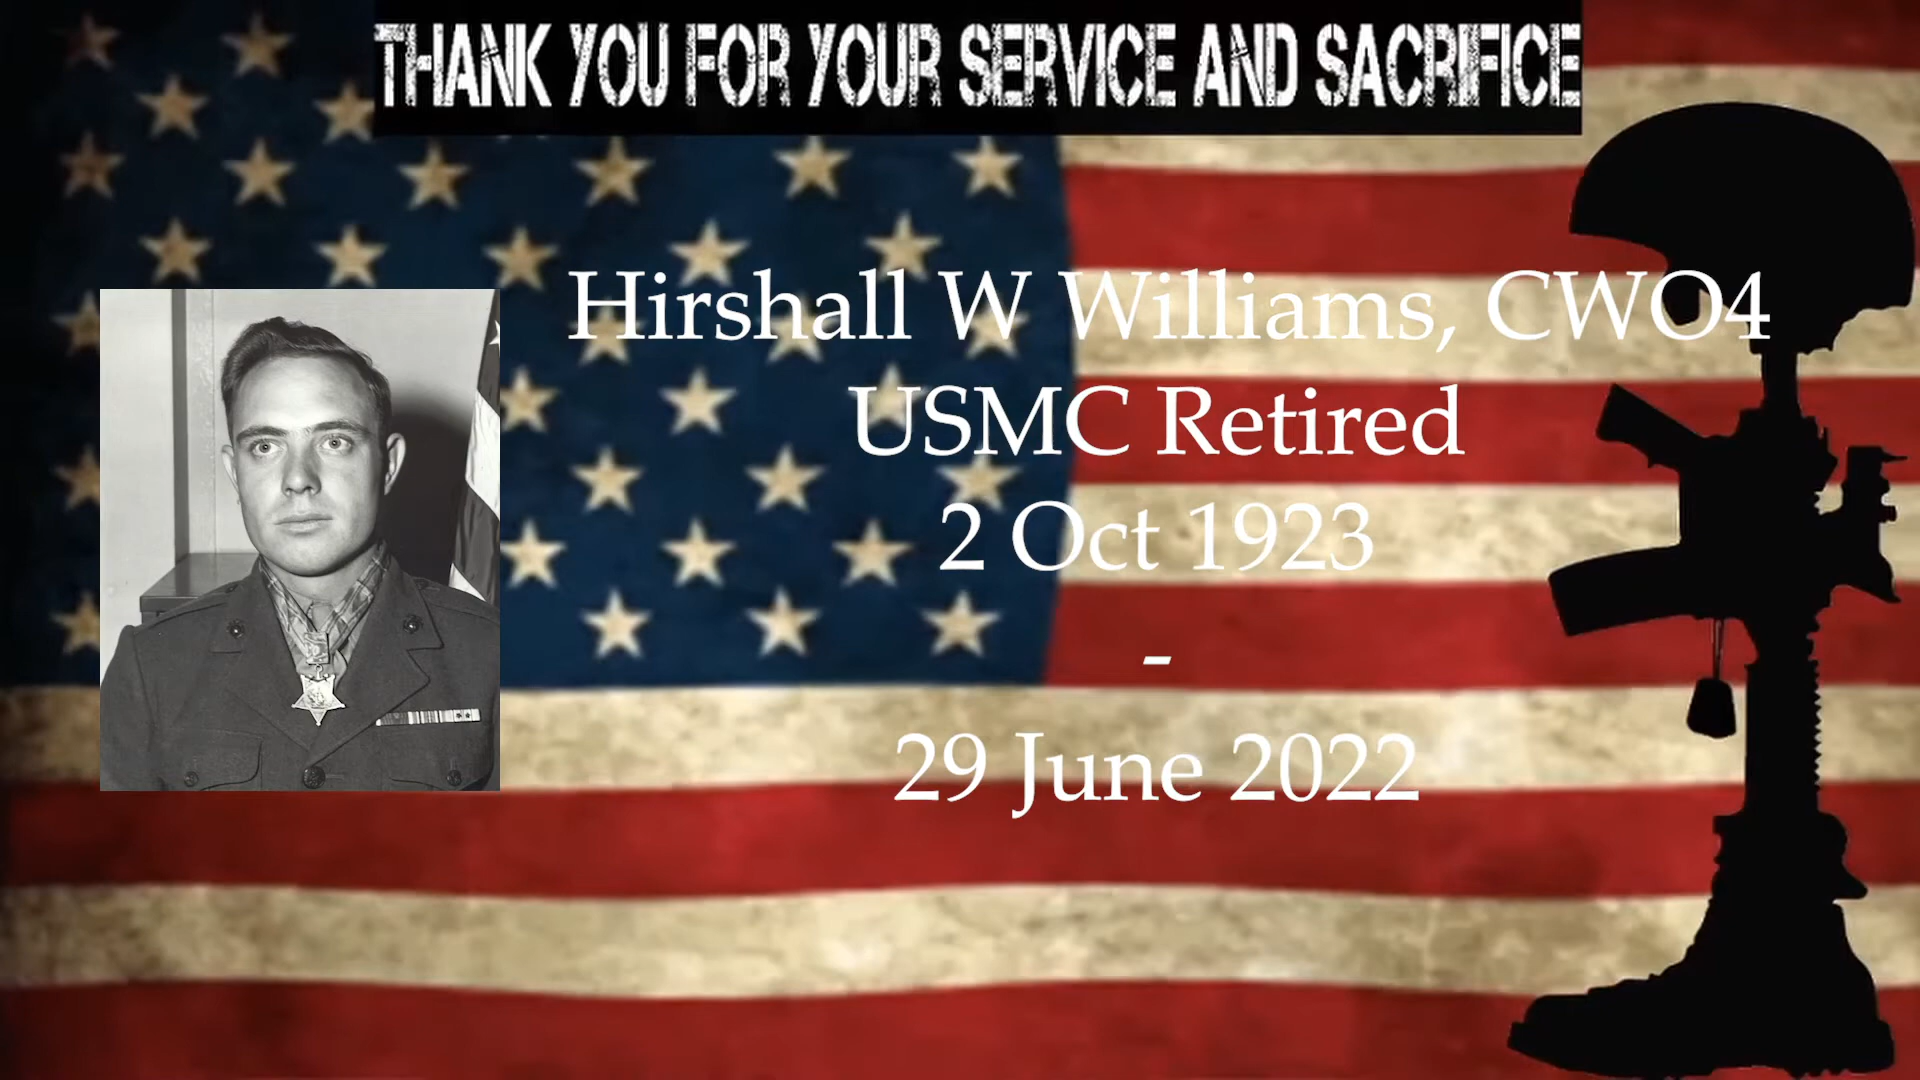 THANK YOU FOR YOUR SERVICE AND SACRIFICE
Hirshall W Williams, CWO4
USMC Retired
2 Oct 1923
-
29 June 2022